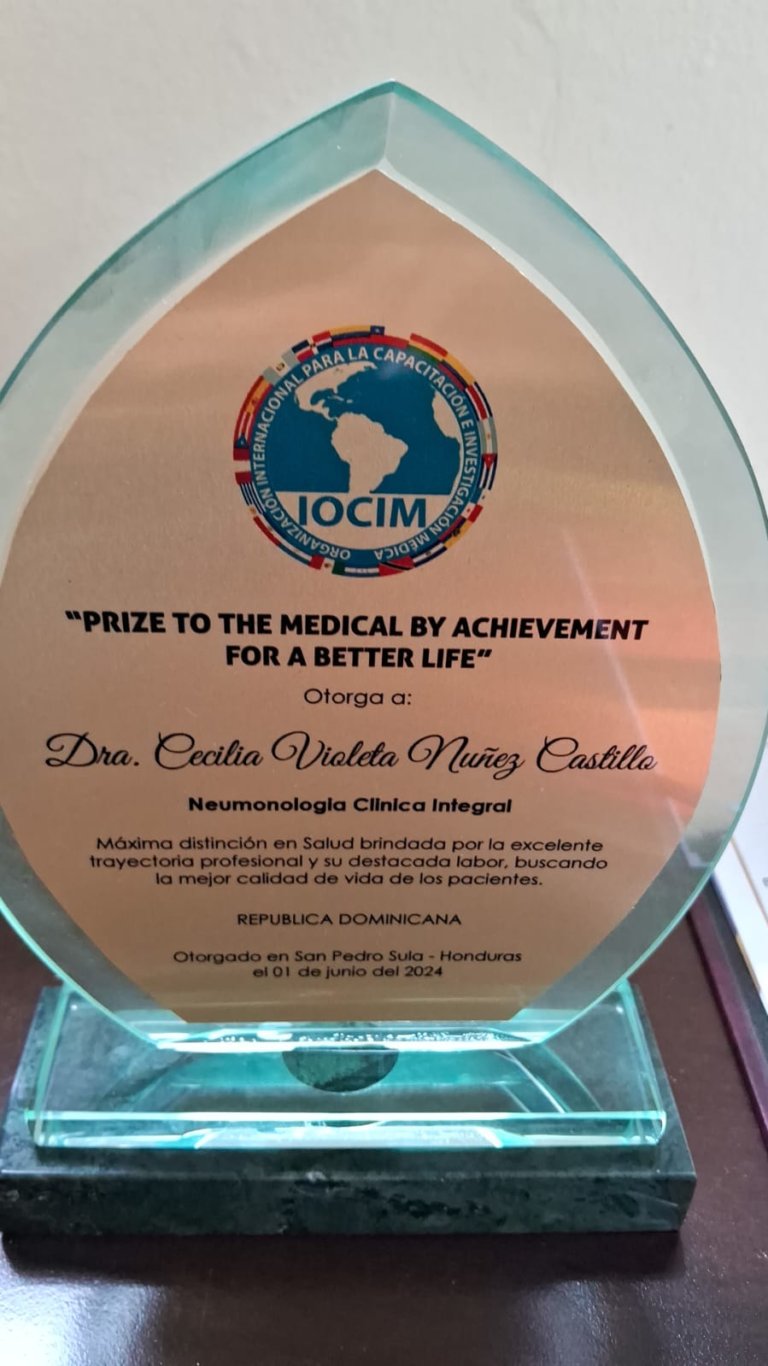 ORGANIZACIÓN INTERNACIONAL PARA LA CAPACITACIÓN E INVESTIGACIÓN MÉDICA
IOCIM
"PRIZE TO THE MEDICAL BY ACHIEVEMENT
FOR A BETTER LIFE"
Otorga a:
Dra. Cecilia Violeta Nuñez Castillo
Neumonologia Clinica Integral
Máxima distinción en Salud brindada por la excelente
trayectoria profesional y su destacada labor, buscando
la mejor calidad de vida de los pacientes.
REPUBLICA DOMINICANA
Otorgado en San Pedro Sula - Honduras
el 01 de junio del 2024